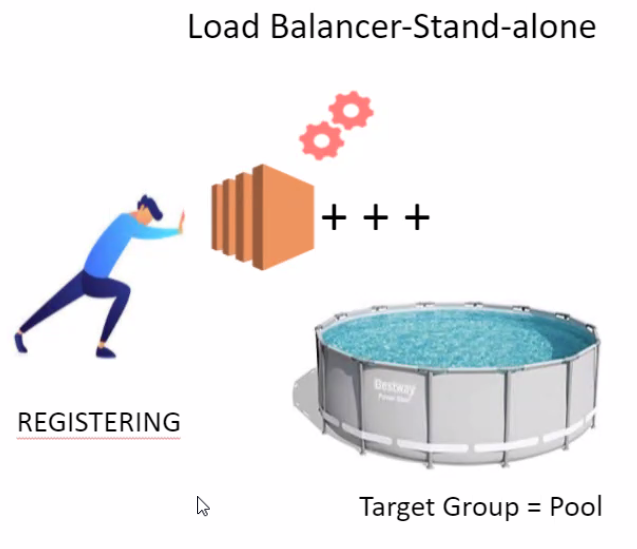 Load Balancer-Stand-alone
+ + +
Bestway
REGISTERING
Target Group = Pool